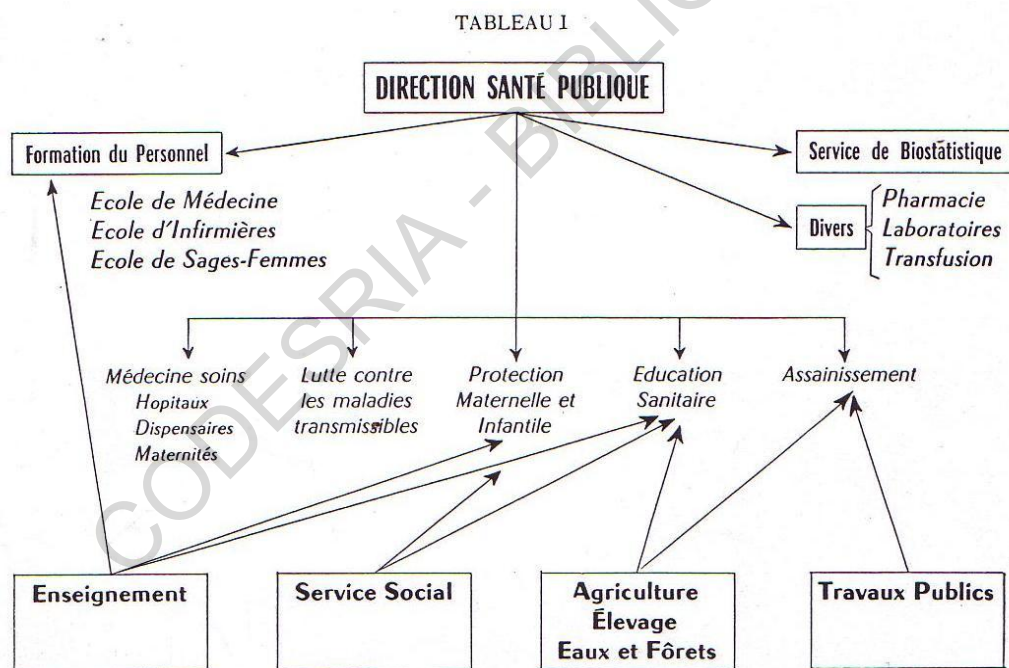 TABLEAU I
DIRECTION SANTÉ PUBLIQUE
Formation du Personnel
Ecole de Médecine
Ecole d'Infirmières
Ecole de Sages-Femmes
Service de Biostatistique
Divers
Pharmacie
Laboratoires
Transfusion
Médecine soins
Hopitaux
Dispensaires
Maternités
Lutte contre
les maladies
transmissibles
Protection
Maternelle et
Infantile
Education
Sanitaire
Assainissement
Enseignement
Service Social
Agriculture
Élevage
Eaux et Fôrets
Travaux Publics
CODESRIA - BIBLIO